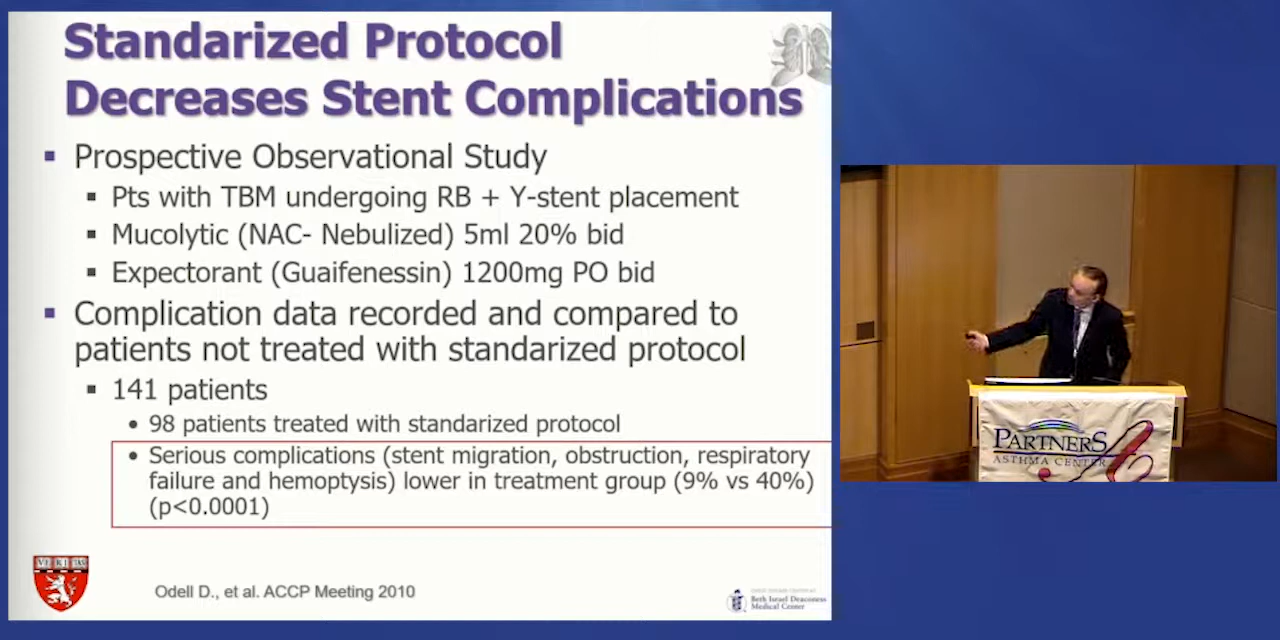 Standarized Protocol
Decreases Stent Complications
▪ Prospective Observational Study
▪ Pts with TBM undergoing RB + Y-stent placement
▪ Mucolytic (NAC- Nebulized) 5ml 20% bid
▪ Expectorant (Guaifenessin) 1200mg PO bid
▪ Complication data recorded and compared to
patients not treated with standarized protocol
▪ 141 patients
• 98 patients treated with standarized protocol
• Serious complications (stent migration, obstruction, respiratory
failure and hemoptysis) lower in treatment group (9% vs 40%)
(p<0.0001)
VE RI TAS
Odell D., et al. ACCP Meeting 2010
Beth Israel Deaconess
Medical Center
PARTNERS
ASTHMA CENTER